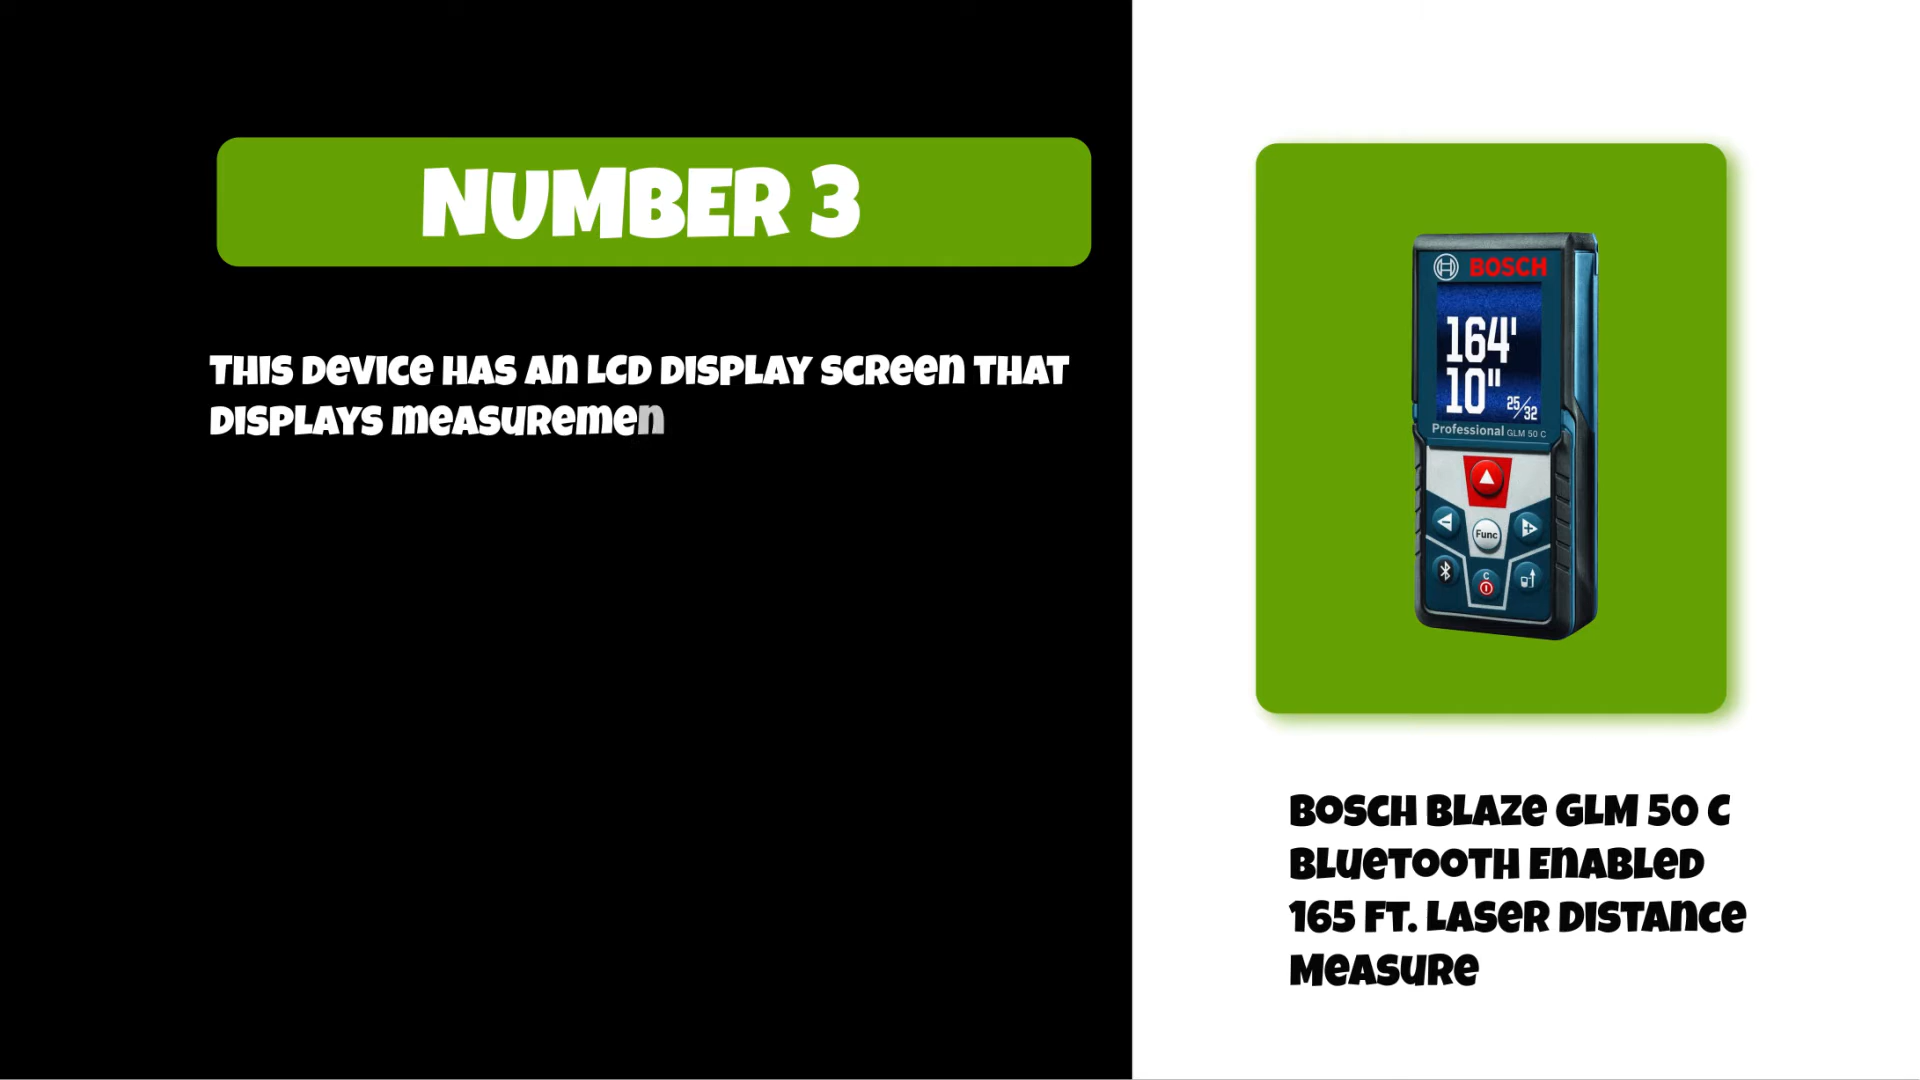 NUMBER 3
THIS DEVICE HAS AN LCD DISPLAY SCREEN THAT
DISPLAYS MEASUREMEN
BOSCH
164'
10"
25/32
Professional GLM 50 C
Func
C
BOSCH BLAZE GLM 50 C
BLUETOOTH ENABLED
165 FT. LASER DISTANCE
MEASURE